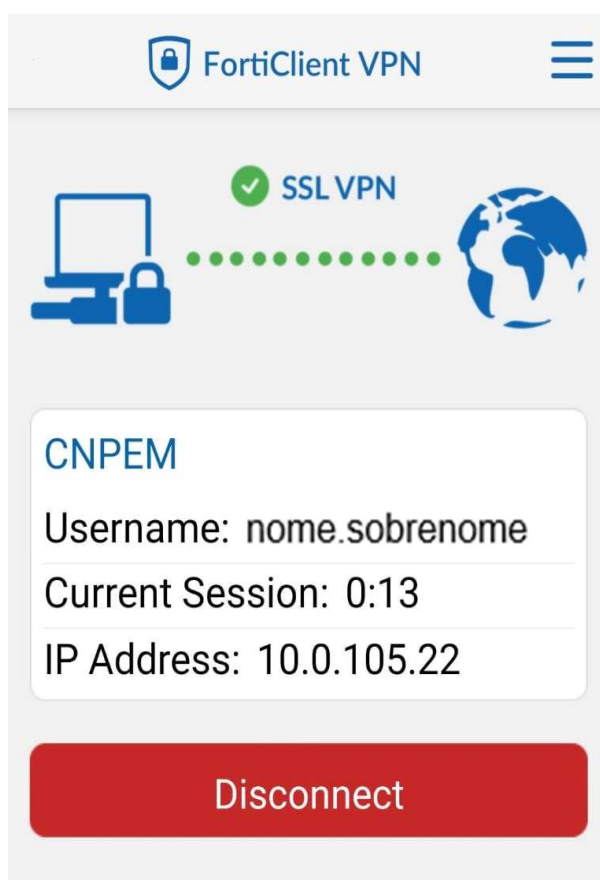 FortiClient VPN
SSL VPN
CNPEM
Username: nome.sobrenome
Current Session: 0:13
IP Address: 10.0.105.22
Disconnect